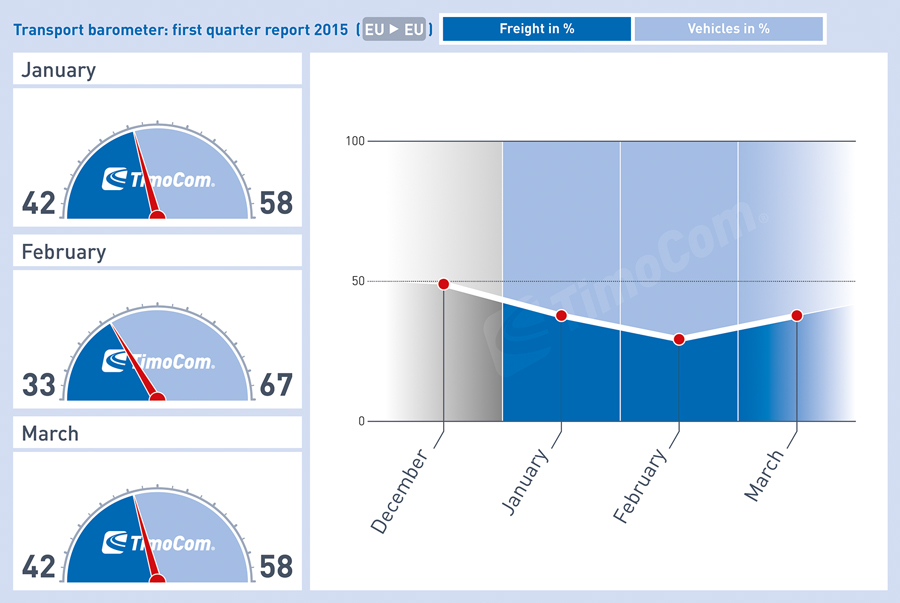 Transport barometer: first quarter report 2015 ( EU ▶ EU )
Freight in %
Vehicles in %
January
TimoCom®
42
58
February
TimoCom®
33
67
March
TimoCom®
42
58
100
50
0
TimoCom®
December
January
February
March